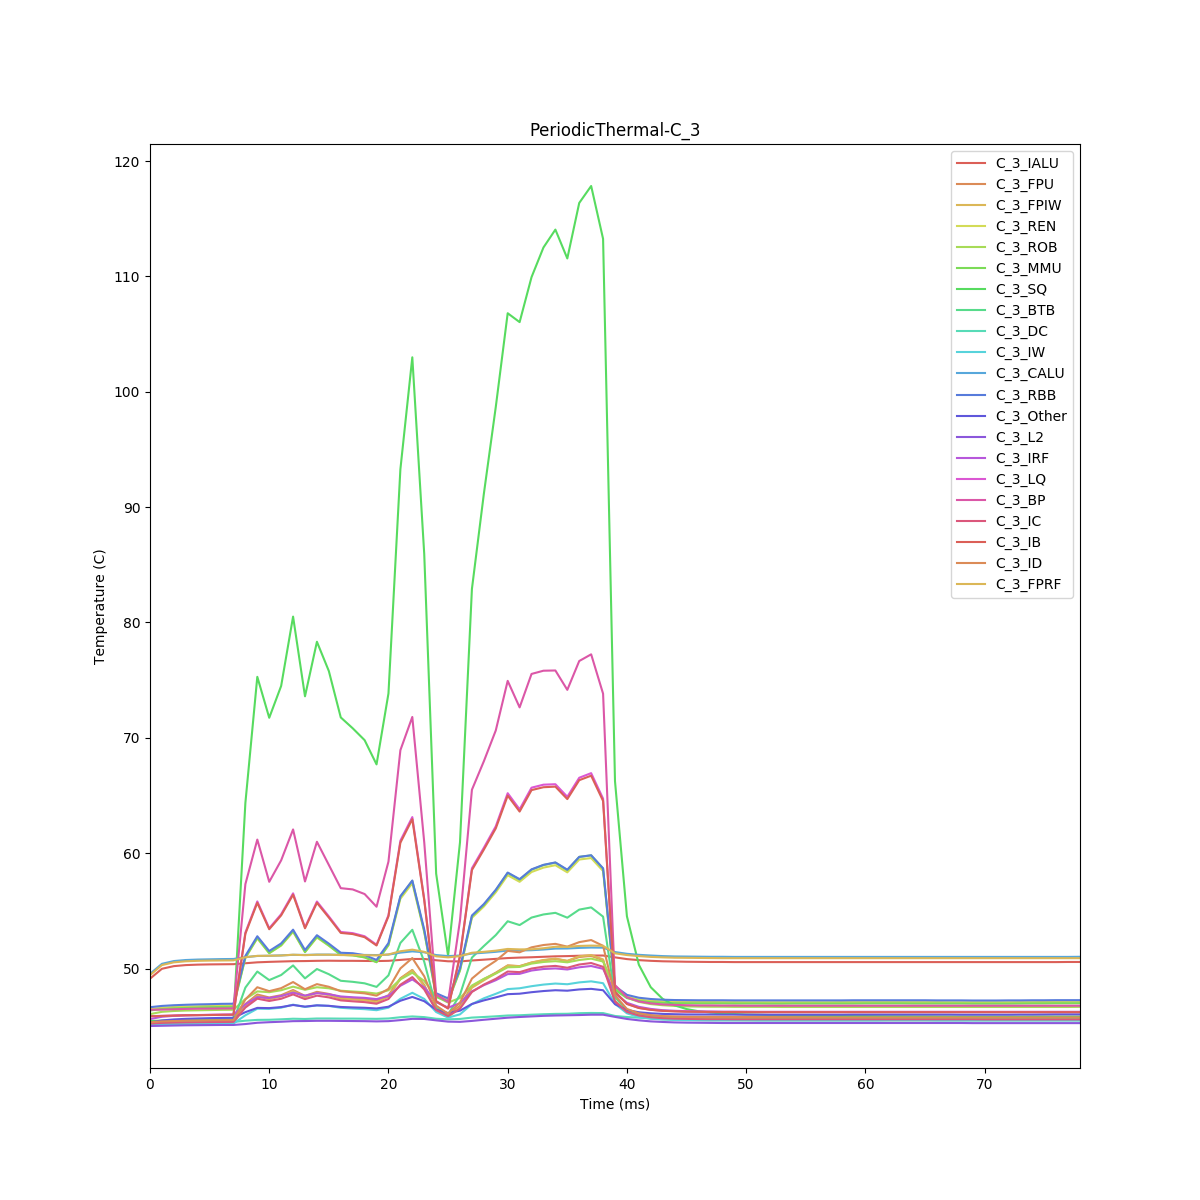 PeriodicThermal-C_3
120
110
100
90
80
70
60
50
Temperature (C)
0
10
20
30
40
50
60
70
Time (ms)
C_3_IALU
C_3_FPU
C_3_FPIW
C_3_REN
C_3_ROB
C_3_MMU
C_3_SQ
C_3_BTB
C_3_DC
C_3_IW
C_3_CALU
C_3_RBB
C_3_Other
C_3_L2
C_3_IRF
C_3_LQ
C_3_BP
C_3_IC
C_3_IB
C_3_ID
C_3_FPRF